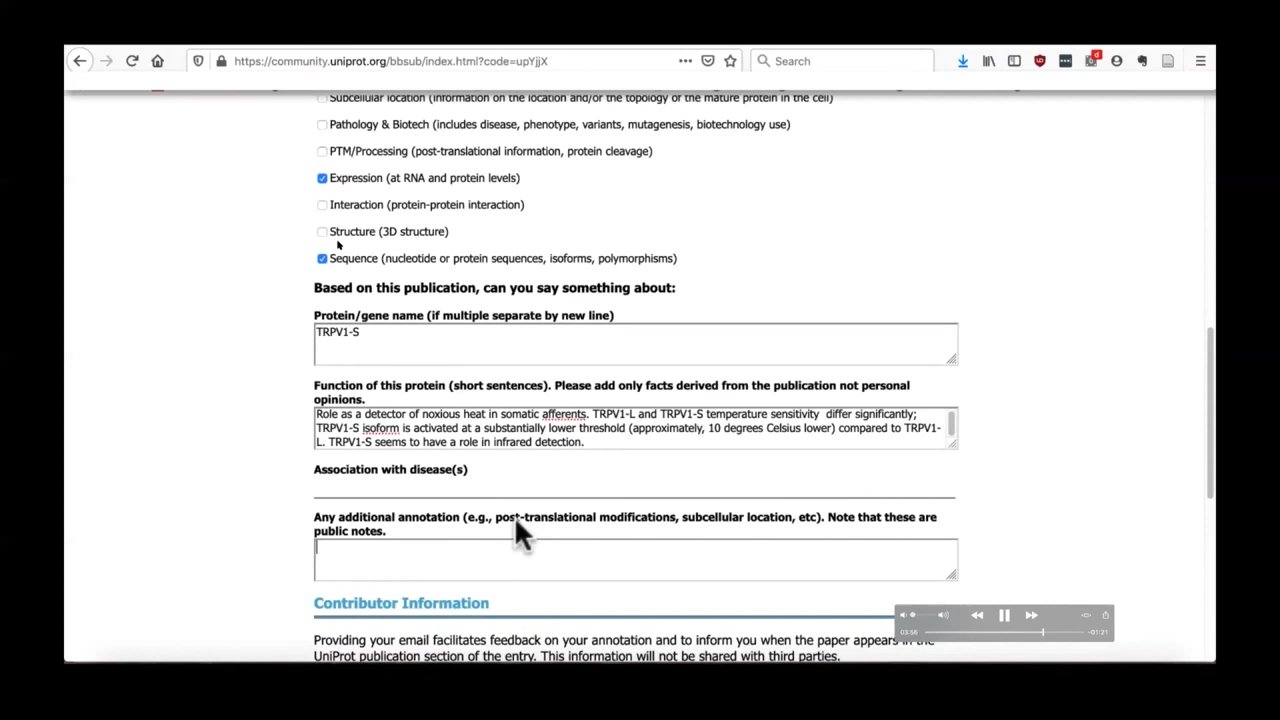 https://community.uniprot.org/bbsub/index.html?code=upYjjX
Search
d
Subcellular location (information on the location and/or the topology of the mature protein in the cell)
Pathology & Biotech (includes disease, phenotype, variants, mutagenesis, biotechnology use)
PTM/Processing (post-translational information, protein cleavage)
Expression (at RNA and protein levels)
Interaction (protein-protein interaction)
Structure (3D structure)
Sequence (nucleotide or protein sequences, isoforms, polymorphisms)
Based on this publication, can you say something about:
Protein/gene name (if multiple separate by new line)
TRPV1-S
Function of this protein (short sentences). Please add only facts derived from the publication not personal
opinions.
Role as a detector of noxious heat in somatic afferents. TRPV1-L and TRPV1-S temperature sensitivity differ significantly;
TRPV1-S isoform is activated at a substantially lower threshold (approximately, 10 degrees Celsius lower) compared to TRPV1-
L. TRPV1-S seems to have a role in infrared detection.
Association with disease(s)
Any additional annotation (e.g., post-translational modifications, subcellular location, etc). Note that these are
public notes.
Contributor Information
03:56
-01:21
Providing your email facilitates feedback on your annotation and to inform you when the paper appears in the
UniProt publication section of the entry. This information will not be shared with third parties.